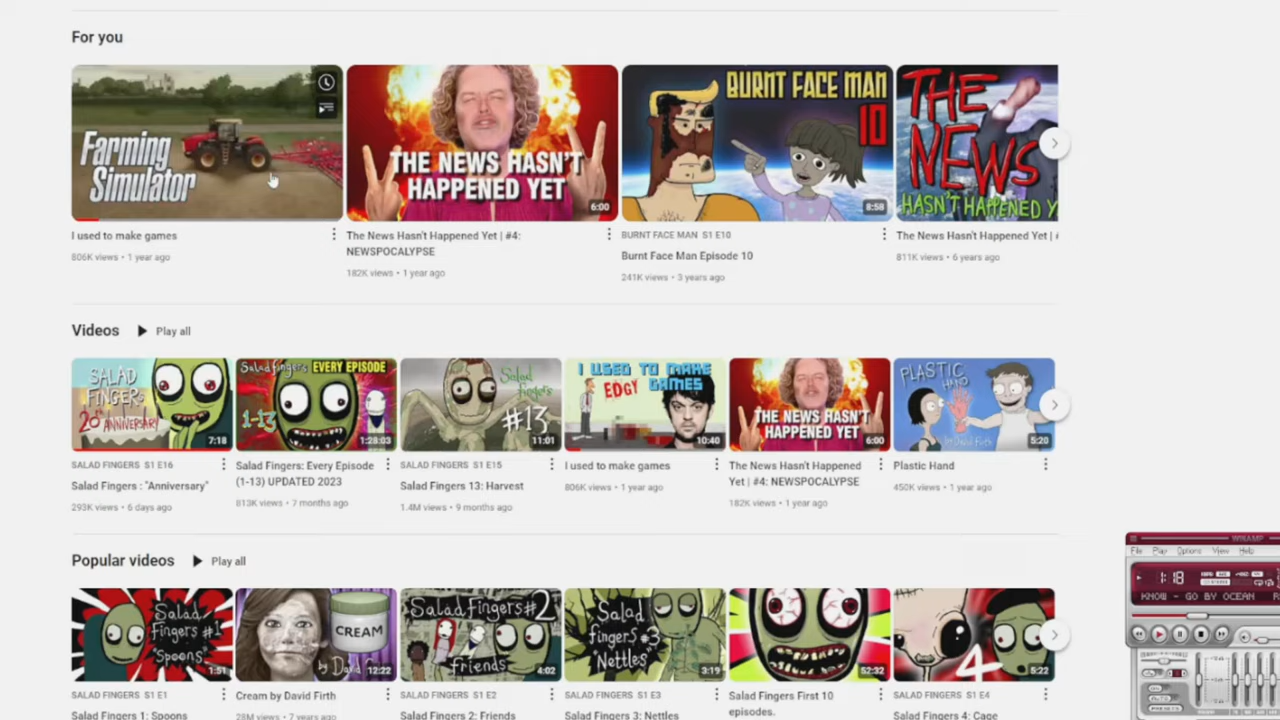 For you
Farming
Simulator
THE NEWS HASN'T
HAPPENED YET
6:00
BURNT FACE MAN
10
8:58
THE
NEWS
HASN'T HAPPENED Y
I used to make games
806K views • 1 year ago
The News Hasn't Happened Yet | #4:
NEWSPOCALYPSE
182K views • 1 year ago
BURNT FACE MAN S1 E10
Burnt Face Man Episode 10
241K views • 3 years ago
The News Hasn't Happened Yet | #
811K views • 6 years ago
Videos
Play all
SALAD
FINGERS
20th ANNIVERSARY
7:18
Salad fingers EVERY EPISODE
1-13
1:28:03
Salad
fingers
#13
11:01
I USED TO MAKE
EDGY GAMES
10:40
THE NEWS HASN'T
HAPPENED YET
6:00
PLASTIC
HAND
by David Firth
5:20
SALAD FINGERS S1 E16
Salad Fingers : "Anniversary"
293K views • 6 days ago
Salad Fingers: Every Episode
(1-13) UPDATED 2023
813K views • 7 months ago
SALAD FINGERS S1 E15
Salad Fingers 13: Harvest
1.4M views • 9 months ago
I used to make games
806K views • 1 year ago
The News Hasn't Happened
Yet | #4: NEWSPOCALYPSE
182K views • 1 year ago
Plastic Hand
450K views • 1 year ago
Popular videos
Play all
Salad
Fingers #1
"Spoons"
1:51
CREAM
by David
12:22
Salad Fingers #2
friends
4:02
Salad
fingers #3
"Nettles"
3:19
52:32
4
5:22
SALAD FINGERS S1 E1
Salad Fingers 1: Spoons
Cream by David Firth
28M views • 7 years ago
SALAD FINGERS S1 E2
Salad Fingers 2: Friends
SALAD FINGERS S1 E3
Salad Fingers 3: Nettles
Salad Fingers First 10
episodes.
SALAD FINGERS S1 E4
Salad Fingers 4: Cage
WINAMP
File Play Options View Help
1:18
KNOW - GO BY OCEAN